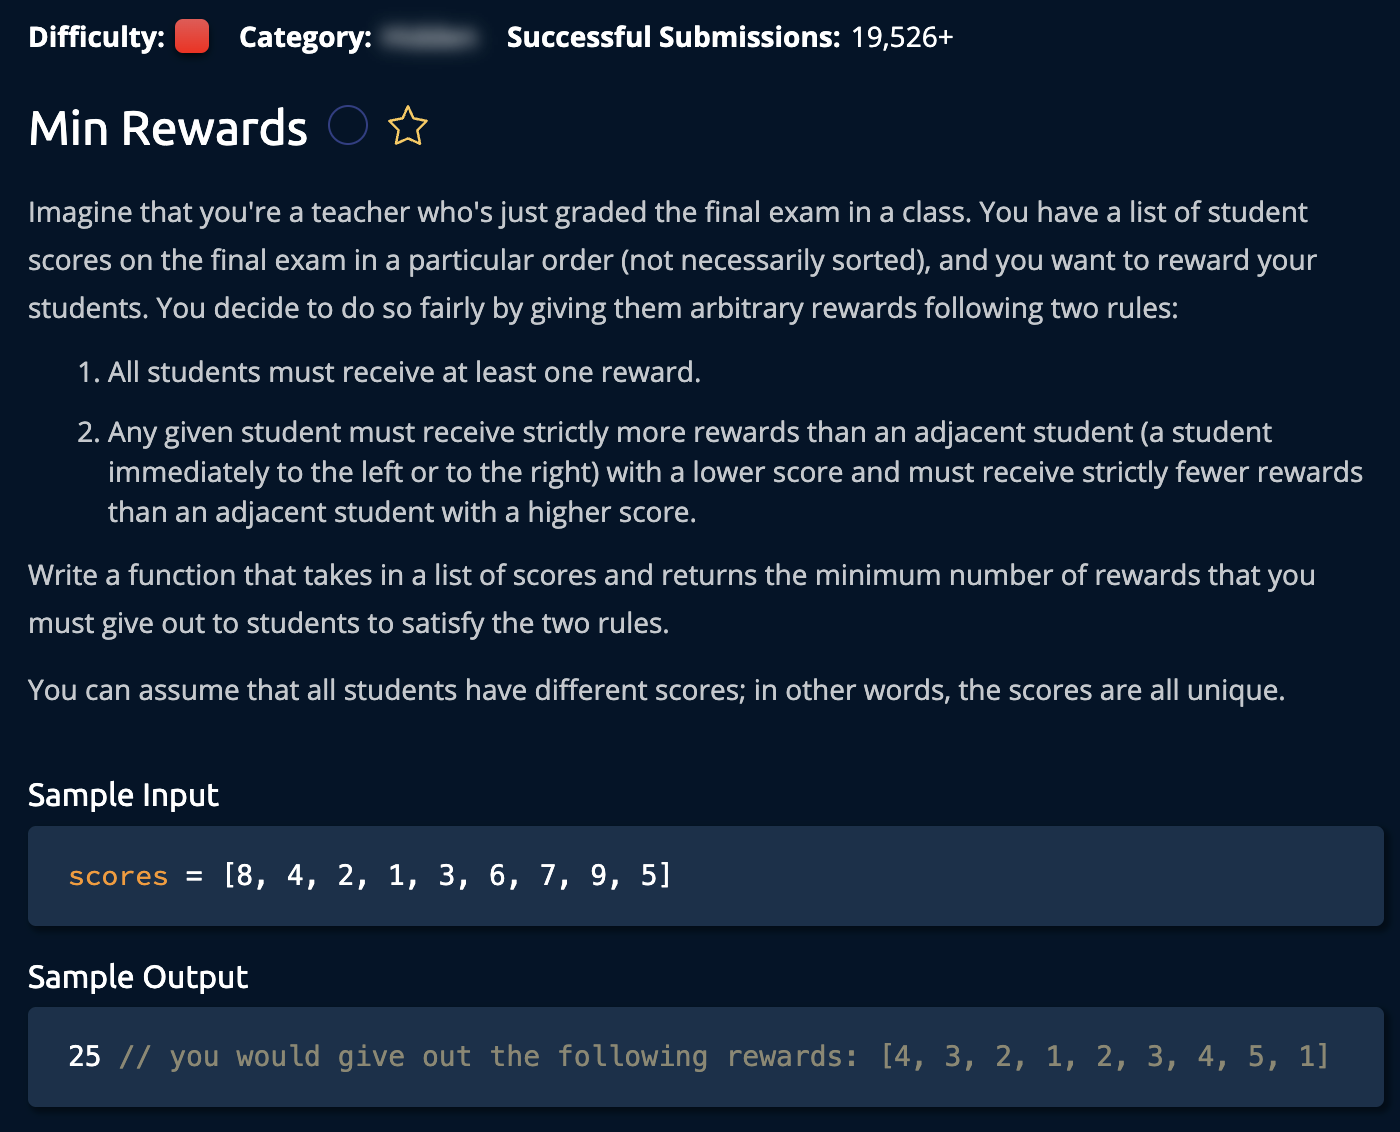 Difficulty: Category: Successful Submissions: 19,526+
Min Rewards
Imagine that you're a teacher who's just graded the final exam in a class. You have a list of student
scores on the final exam in a particular order (not necessarily sorted), and you want to reward your
students. You decide to do so fairly by giving them arbitrary rewards following two rules:
1. All students must receive at least one reward.
2. Any given student must receive strictly more rewards than an adjacent student (a student
immediately to the left or to the right) with a lower score and must receive strictly fewer rewards
than an adjacent student with a higher score.
Write a function that takes in a list of scores and returns the minimum number of rewards that you
must give out to students to satisfy the two rules.
You can assume that all students have different scores; in other words, the scores are all unique.
Sample Input
scores = [8, 4, 2, 1, 3, 6, 7, 9, 5]
Sample Output
25 // you would give out the following rewards: [4, 3, 2, 1, 2, 3, 4, 5, 1]